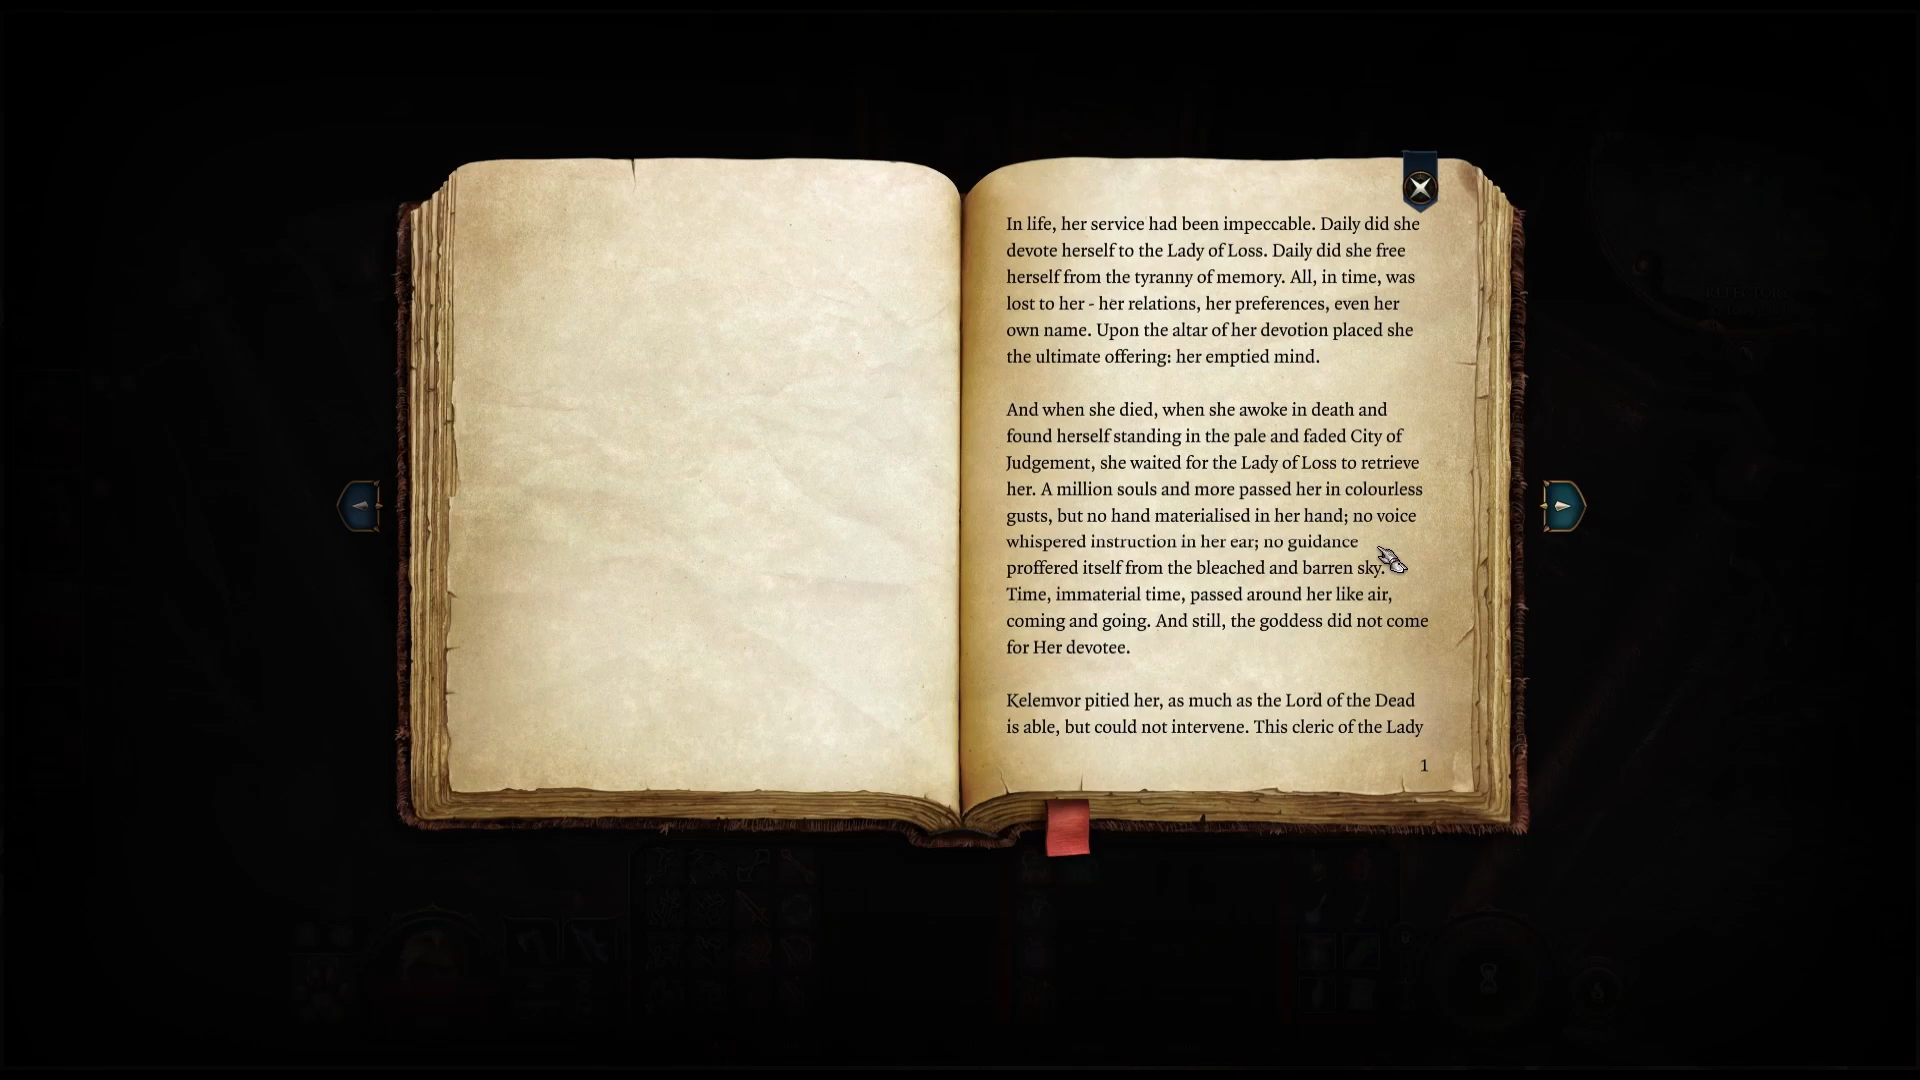 In life, her service had been impeccable. Daily did she
devote herself to the Lady of Loss. Daily did she free
herself from the tyranny of memory. All, in time, was
lost to her - her relations, her preferences, even her
own name. Upon the altar of her devotion placed she
the ultimate offering: her emptied mind.
And when she died, when she awoke in death and
found herself standing in the pale and faded City of
Judgement, she waited for the Lady of Loss to retrieve
her. A million souls and more passed her in colourless
gusts, but no hand materialised in her hand; no voice
whispered instruction in her ear; no guidance
proffered itself from the bleached and barren sky.
Time, immaterial time, passed around her like air,
coming and going. And still, the goddess did not come
for Her devotee.
Kelemvor pitied her, as much as the Lord of the Dead
is able, but could not intervene. This cleric of the Lady
1